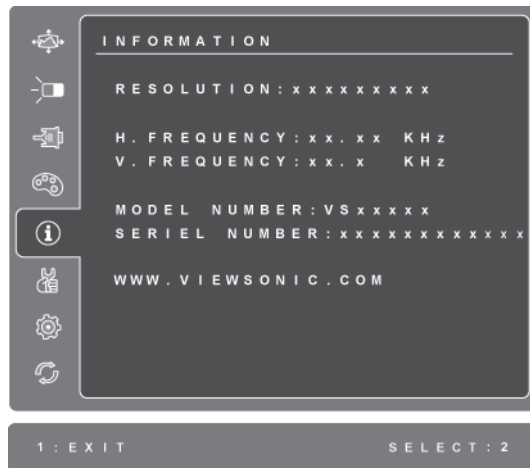 INFORMATION
RESOLUTION:xxxxxxxxx
H. FREQUENCY:xx.xx KHz
V. FREQUENCY:xx.x KHz
MODEL NUMBER:VSxxxxx
SERIEL NUMBER:xxxxxxxxxxxx
WWW.VIEWSONIC.COM
1:EXIT SELECT:2